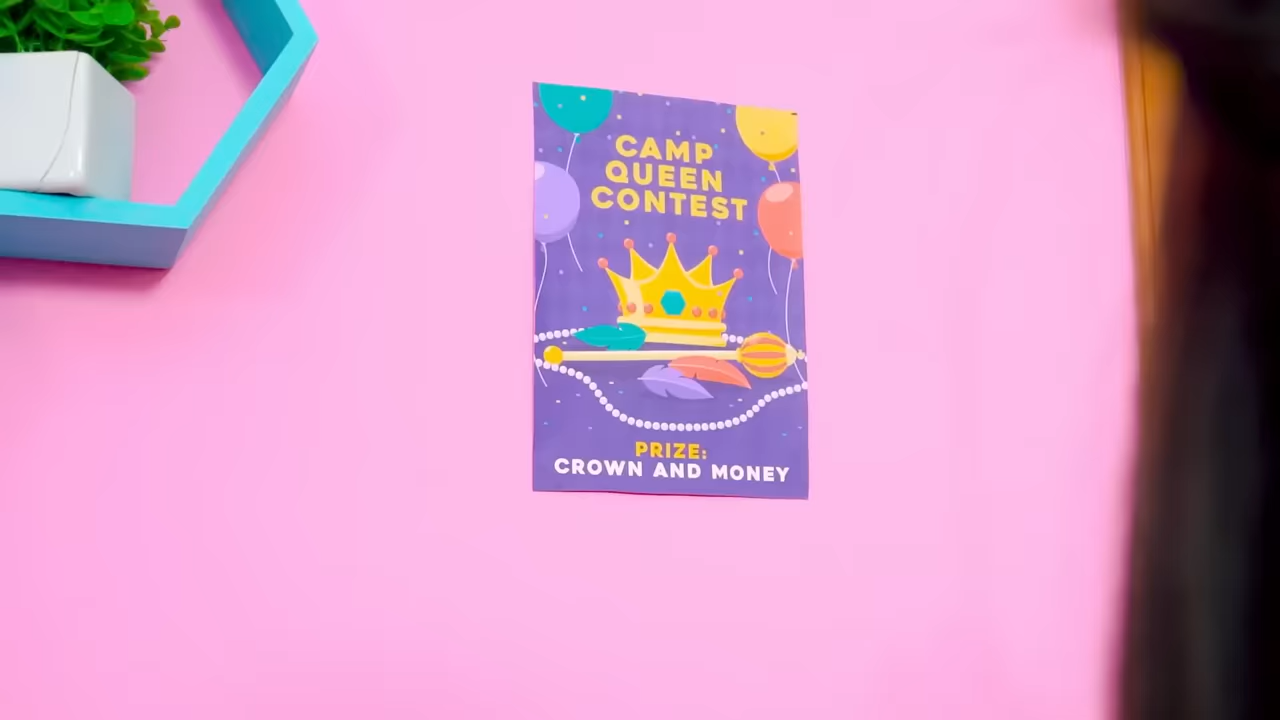 CAMP
QUEEN
CONTEST
PRIZE:
CROWN AND MONEY